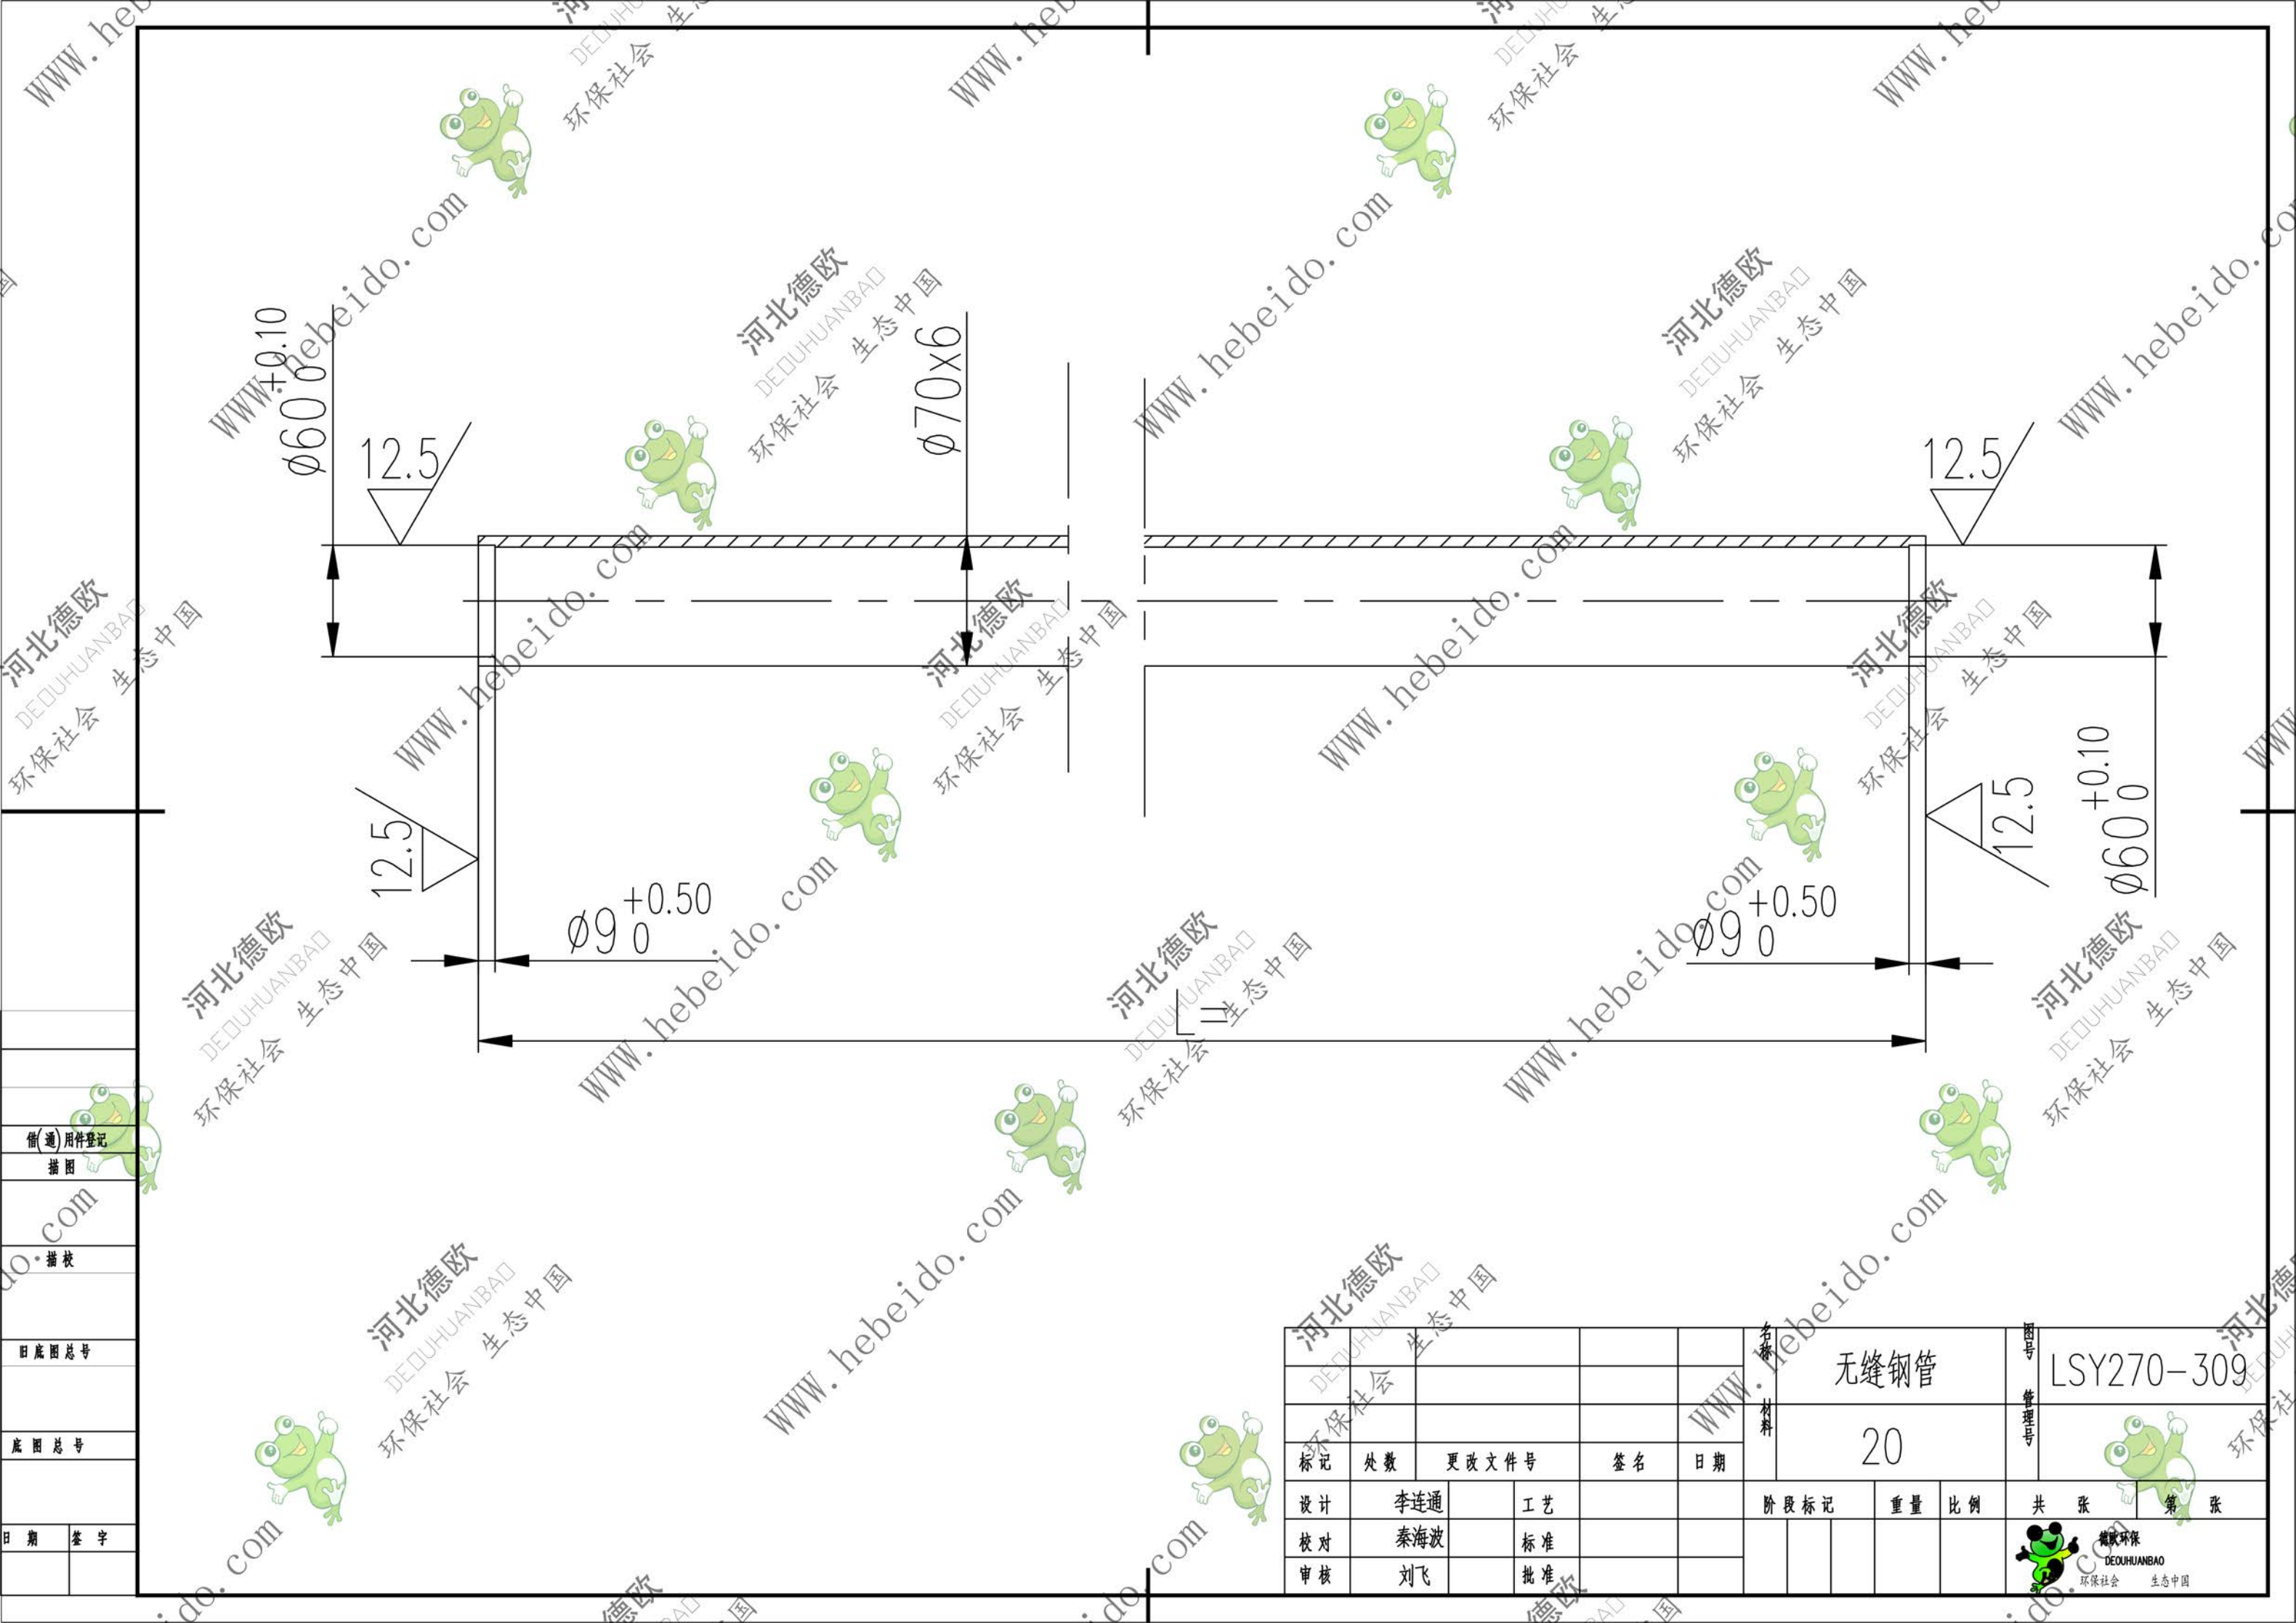 WWW.hebeido.com
河北德欧
DEOUHUANBAO
环保社会 生态中国
ø60 +0.10 0
12.5
ø70x6
12.5
12.5
ø9 +0.50 0
L=
ø9 +0.50 0
12.5
ø60 +0.10 0
借(通)用件登记
描图
描校
旧底图总号
底图总号
日期 签字
名称 无缝钢管 图号 LSY270-309
材料 20 管理号
标记 处数 更改文件号 签名 日期
设计 李连通 工艺 阶段标记 重量 比例 共 张 第 张
校对 秦海波 标准
审核 刘飞 批准
德欧环保
DEOUHUANBAO
环保社会 生态中国